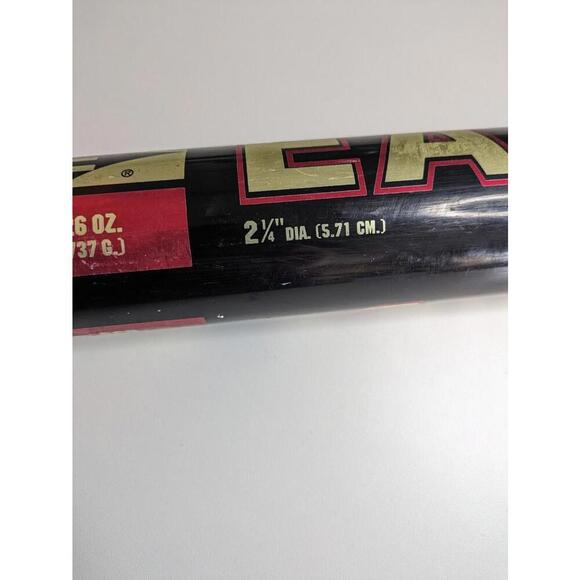 EA
®
6 OZ.
737 G.)
2¼" DIA. (5.71 CM.)